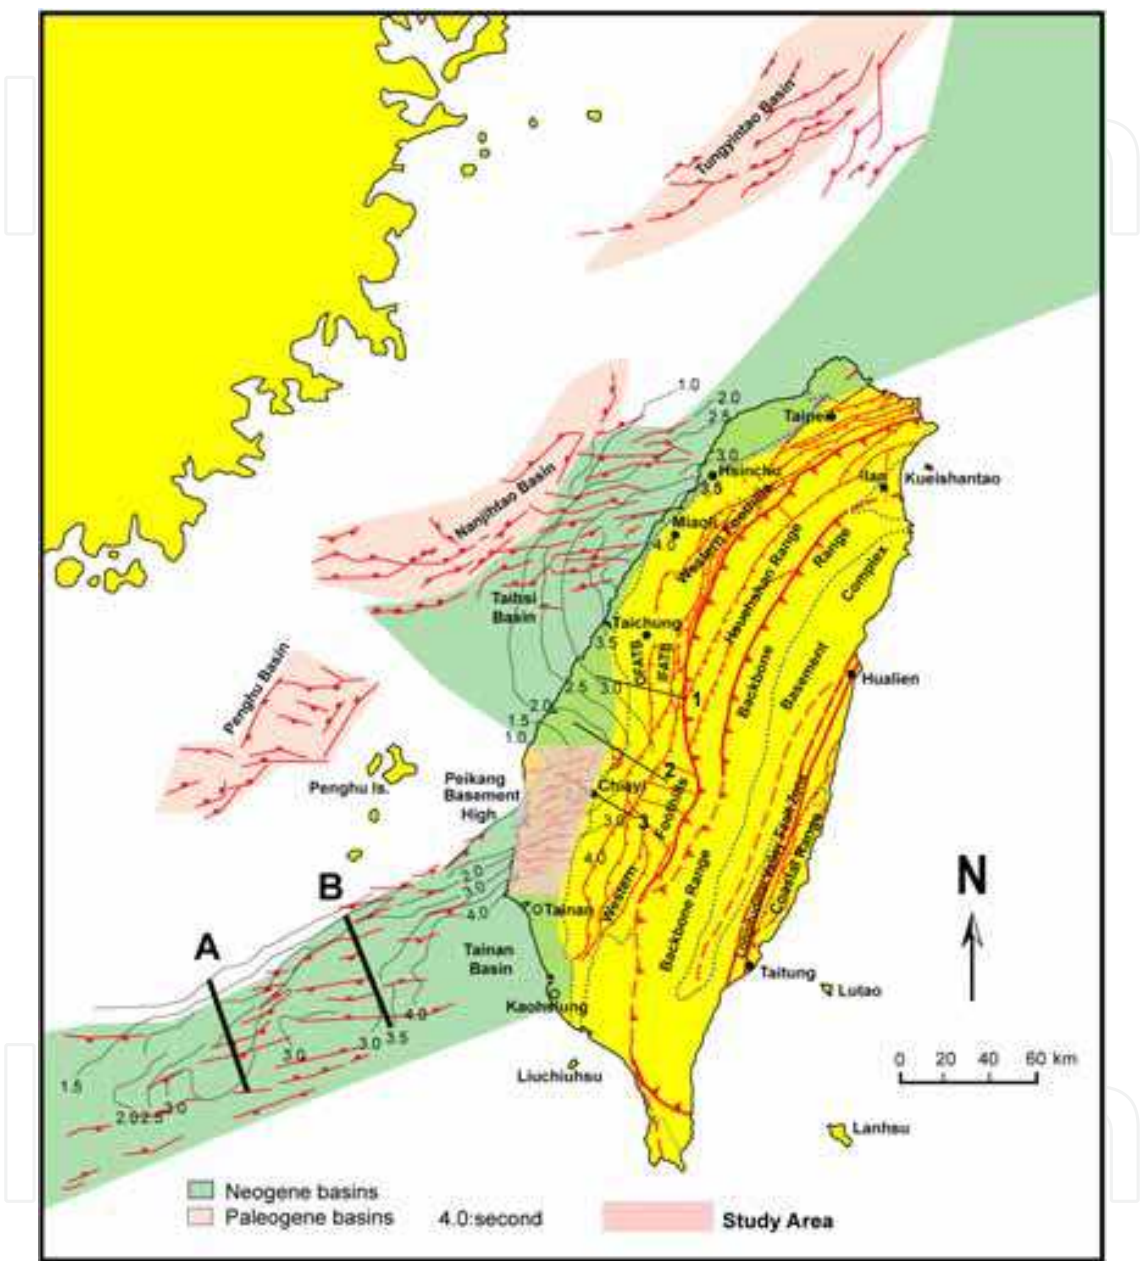 Tungyintao Basin
1.0
2.0
2.5
Taipei
3.0
Hsinchu
3.5
Ilan
Kueishantao
Nanjihtao Basin
Miaoli
4.0
Western Foothills
Hsuehshan Range
Range
Complex
Taihsi
Basin
Taichung
3.5
OFATB
IFATB
Backbone
Basement
Hualien
Penghu Basin
2.5
3.0
1
2.0
1.5
1.0
2
Penghu Is.
Peikang
Basement
High
Chiayi
3.0
3
Foothills
4.0
2.0
3.0
4.0
Western
Backbone Range
Coastal Range
N
B
Tainan
A
Tainan
Basin
Taitung
Lutao
Kaohsiung
4.0
3.5
3.0
3.0
0 20 40 60 km
Liuchiuhsu
1.5
2.0 2.5 3.0
Lanhsu
Neogene basins
Paleogene basins
4.0:second
Study Area